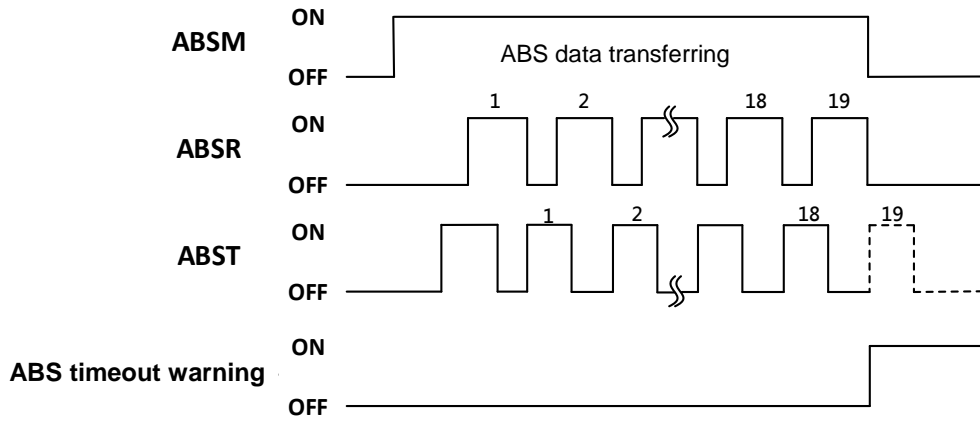 ON
ABSM
ABS data transferring
OFF
1 2 18 19
ON
ABSR
OFF
1 2 18 19
ON
ABST
OFF
ON
ABS timeout warning
OFF